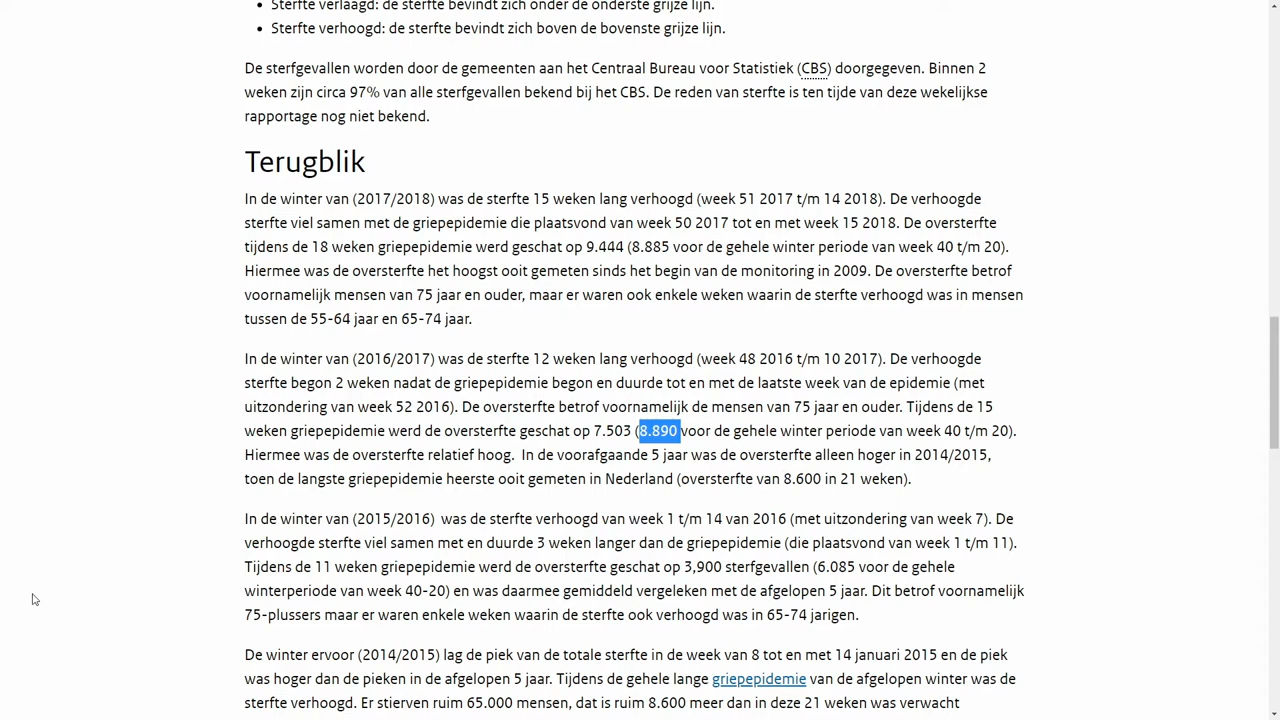 • Sterfte verlaagd: de sterfte bevindt zich onder de onderste grijze lijn.
• Sterfte verhoogd: de sterfte bevindt zich boven de bovenste grijze lijn.
De sterfgevallen worden door de gemeenten aan het Centraal Bureau voor Statistiek (CBS) doorgegeven. Binnen 2
weken zijn circa 97% van alle sterfgevallen bekend bij het CBS. De reden van sterfte is ten tijde van deze wekelijkse
rapportage nog niet bekend.
Terugblik
In de winter van (2017/2018) was de sterfte 15 weken lang verhoogd (week 51 2017 t/m 14 2018). De verhoogde
sterfte viel samen met de griepepidemie die plaatsvond van week 50 2017 tot en met week 15 2018. De oversterfte
tijdens de 18 weken griepepidemie werd geschat op 9.444 (8.885 voor de gehele winter periode van week 40 t/m 20).
Hiermee was de oversterfte het hoogst ooit gemeten sinds het begin van de monitoring in 2009. De oversterfte betrof
voornamelijk mensen van 75 jaar en ouder, maar er waren ook enkele weken waarin de sterfte verhoogd was in mensen
tussen de 55-64 jaar en 65-74 jaar.
In de winter van (2016/2017) was de sterfte 12 weken lang verhoogd (week 48 2016 t/m 10 2017). De verhoogde
sterfte begon 2 weken nadat de griepepidemie begon en duurde tot en met de laatste week van de epidemie (met
uitzondering van week 52 2016). De oversterfte betrof voornamelijk de mensen van 75 jaar en ouder. Tijdens de 15
weken griepepidemie werd de oversterfte geschat op 7.503 (8.890 voor de gehele winter periode van week 40 t/m 20).
Hiermee was de oversterfte relatief hoog.  In de voorafgaande 5 jaar was de oversterfte alleen hoger in 2014/2015,
toen de langste griepepidemie heerste ooit gemeten in Nederland (oversterfte van 8.600 in 21 weken).
In de winter van (2015/2016)  was de sterfte verhoogd van week 1 t/m 14 van 2016 (met uitzondering van week 7). De
verhoogde sterfte viel samen met en duurde 3 weken langer dan de griepepidemie (die plaatsvond van week 1 t/m 11).
Tijdens de 11 weken griepepidemie werd de oversterfte geschat op 3,900 sterfgevallen (6.085 voor de gehele
winterperiode van week 40-20) en was daarmee gemiddeld vergeleken met de afgelopen 5 jaar. Dit betrof voornamelijk
75-plussers maar er waren enkele weken waarin de sterfte ook verhoogd was in 65-74 jarigen.
De winter ervoor (2014/2015) lag de piek van de totale sterfte in de week van 8 tot en met 14 januari 2015 en de piek
was hoger dan de pieken in de afgelopen 5 jaar. Tijdens de gehele lange griepepidemie van de afgelopen winter was de
sterfte verhoogd. Er stierven ruim 65.000 mensen, dat is ruim 8.600 meer dan in deze 21 weken was verwacht